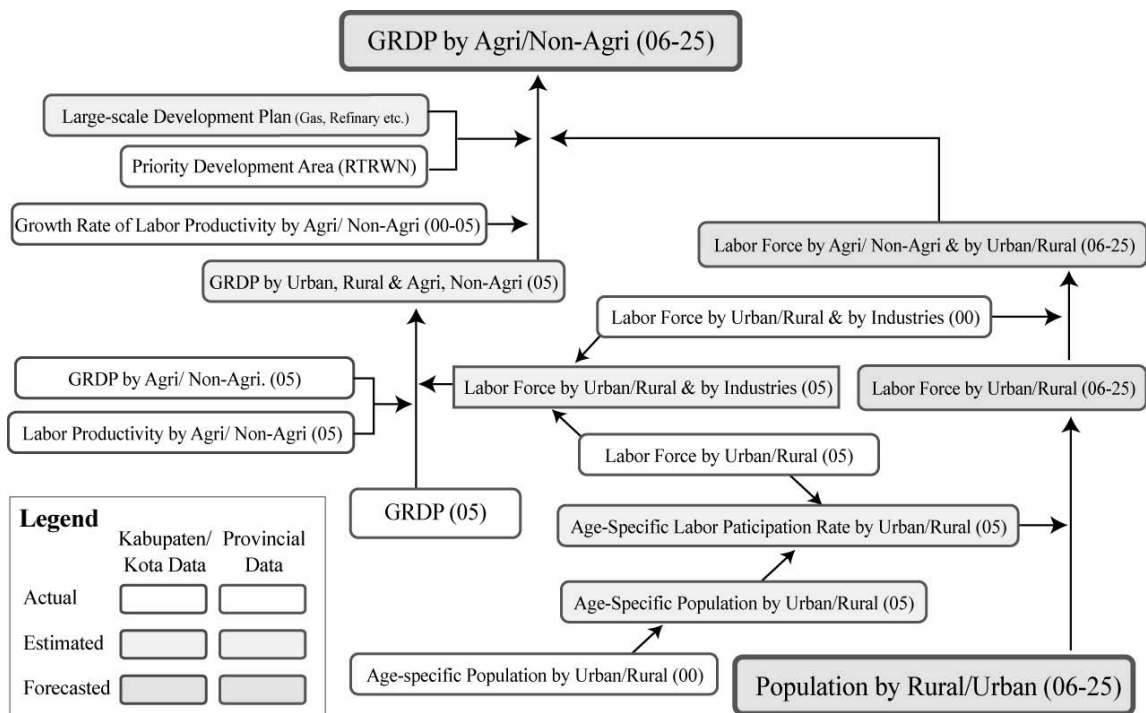 GRDP by Agri/Non-Agri (06-25)
Large-scale Development Plan (Gas, Refinary etc.)
Priority Development Area (RTRWN)
Growth Rate of Labor Productivity by Agri/ Non-Agri (00-05)
Labor Force by Agri/ Non-Agri & by Urban/Rural (06-25)
GRDP by Urban, Rural & Agri, Non-Agri (05)
Labor Force by Urban/Rural & by Industries (00)
GRDP by Agri/ Non-Agri. (05)
Labor Force by Urban/Rural & by Industries (05)
Labor Force by Urban/Rural (06-25)
Labor Productivity by Agri/ Non-Agri (05)
Labor Force by Urban/Rural (05)
GRDP (05)
Age-Specific Labor Paticipation Rate by Urban/Rural (05)
Age-Specific Population by Urban/Rural (05)
Age-specific Population by Urban/Rural (00)
Population by Rural/Urban (06-25)
Legend
Kabupaten/
Kota Data
Provincial
Data
Actual
Estimated
Forecasted